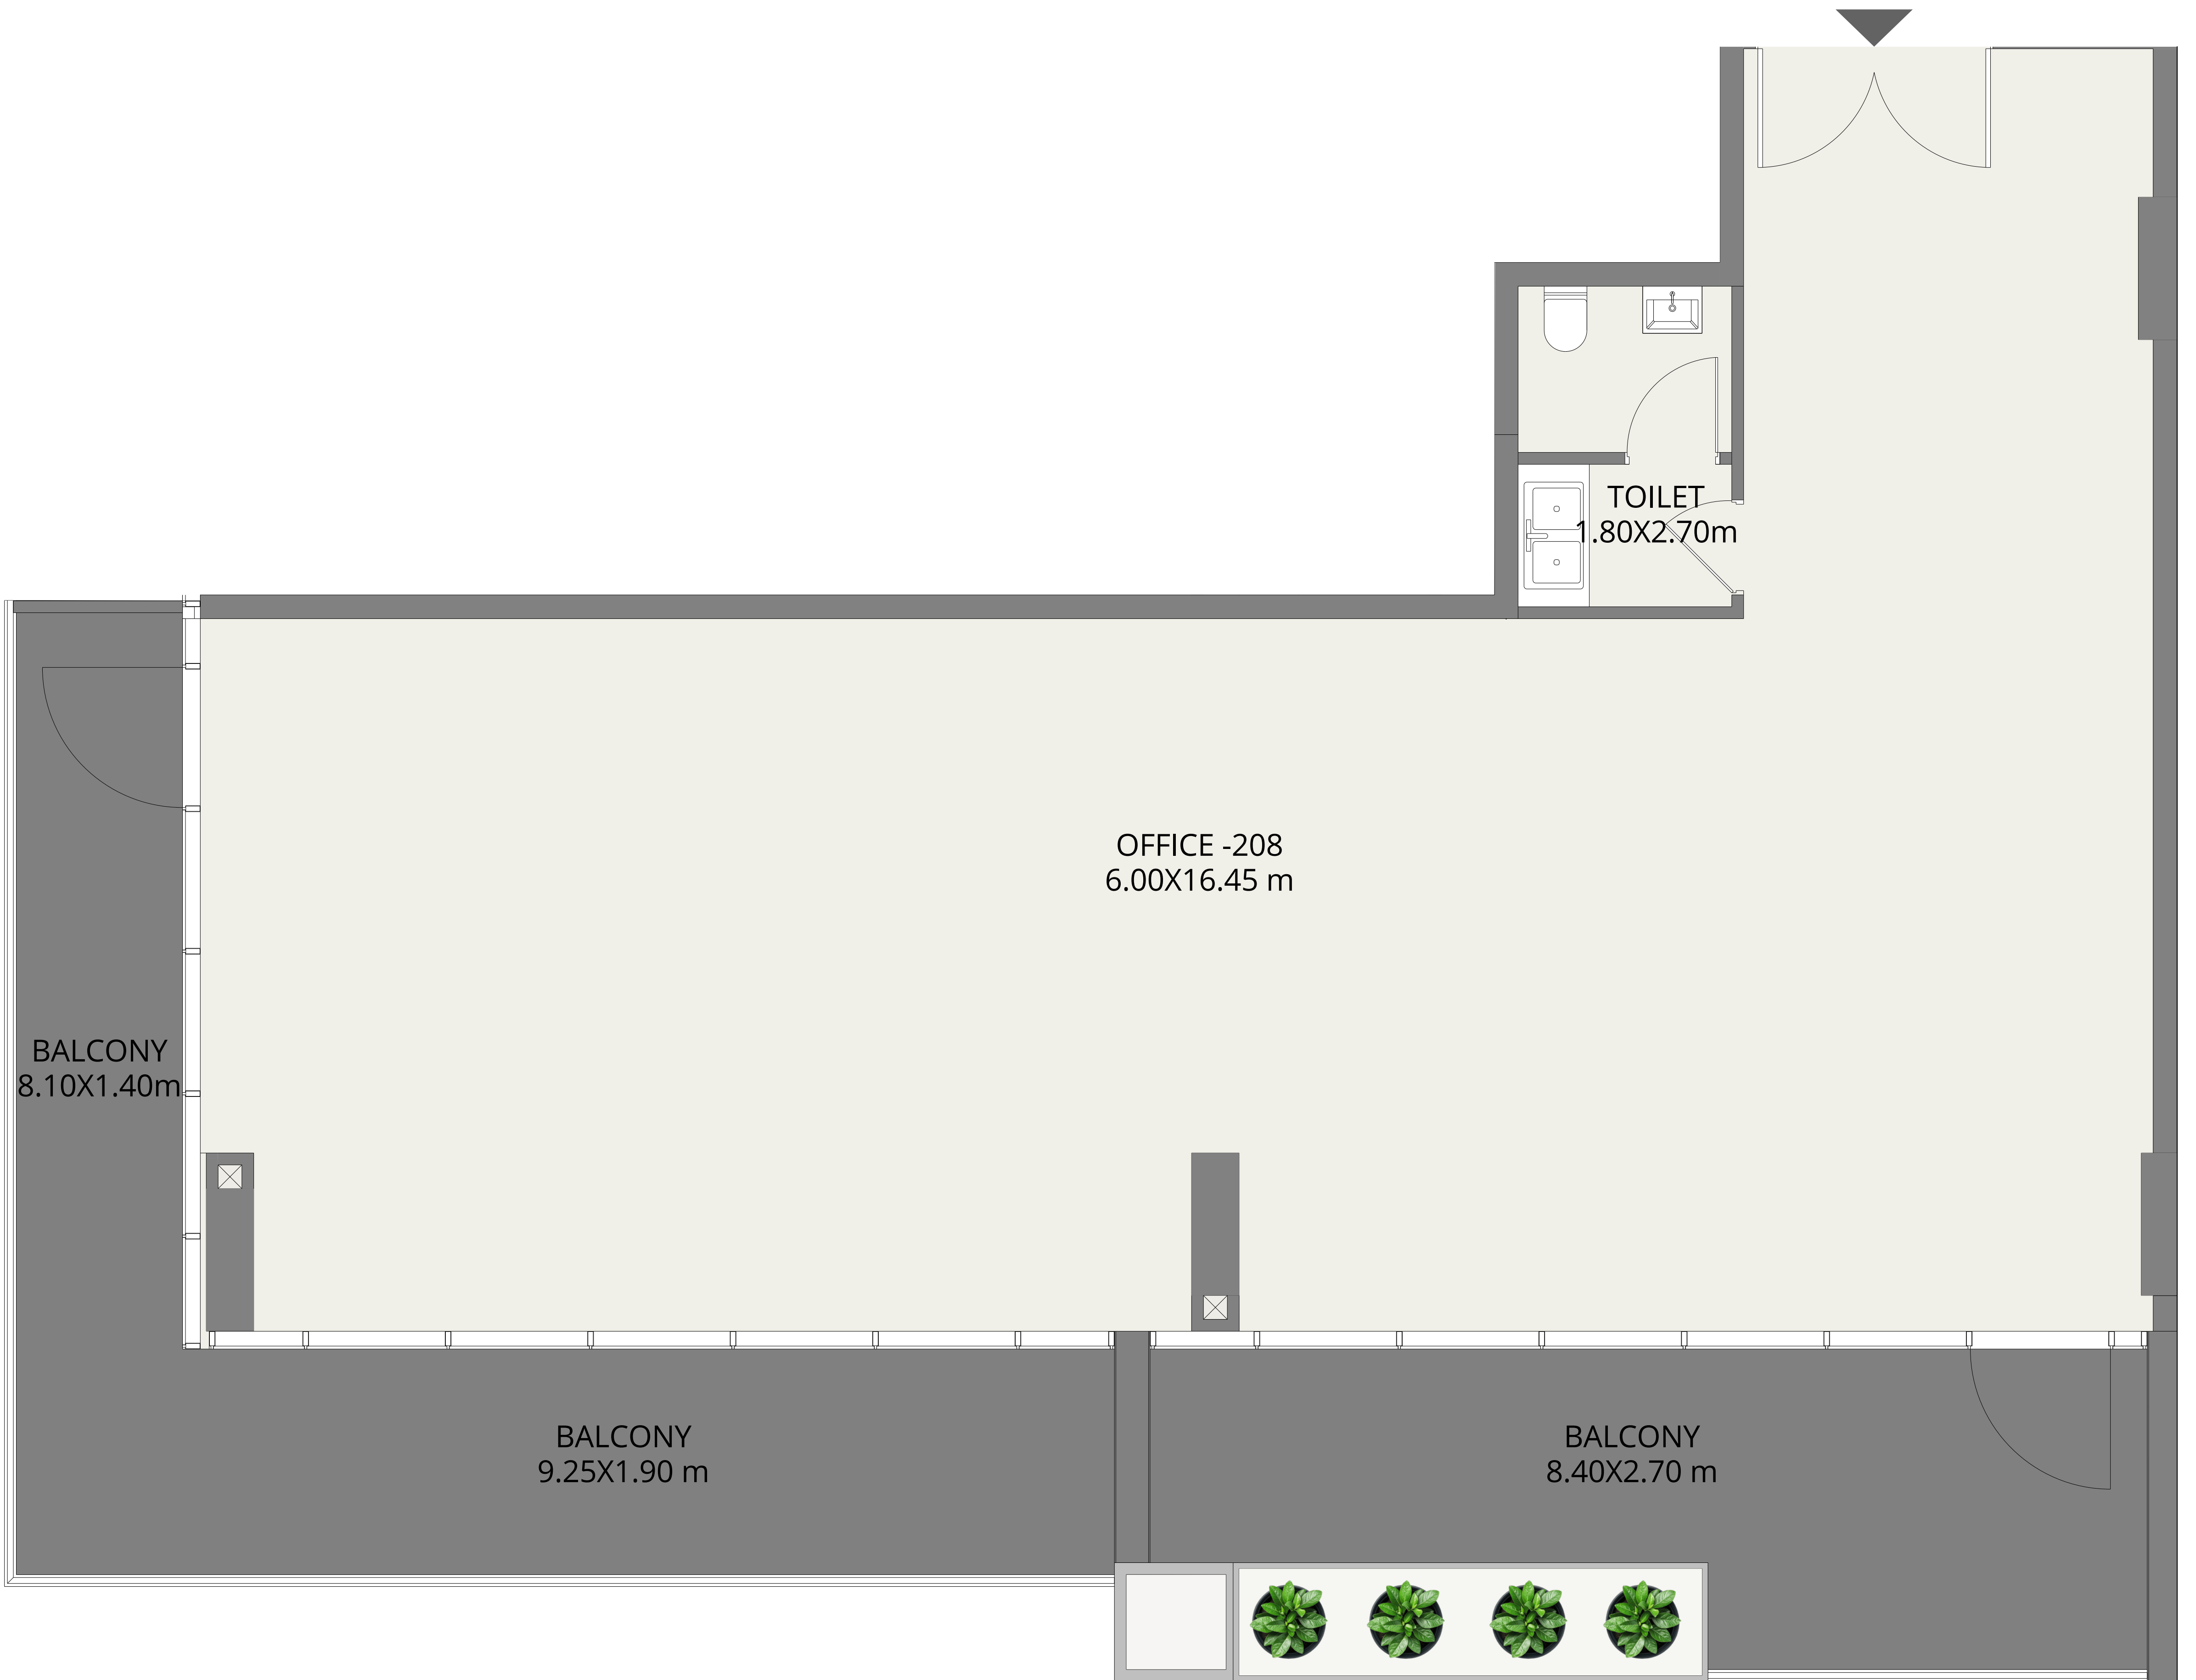 TOILET
1.80X2.70m
OFFICE -208
6.00X16.45 m
BALCONY
8.10X1.40m
BALCONY
9.25X1.90 m
BALCONY
8.40X2.70 m